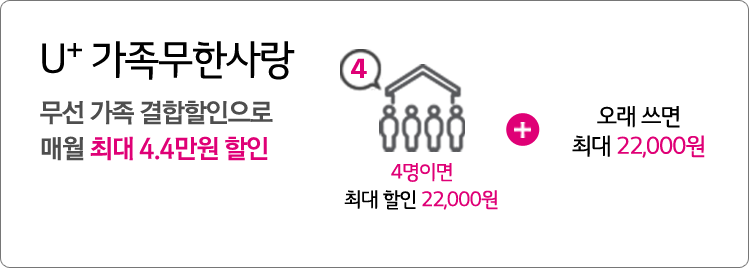 U+ 가족무한사랑
무선 가족 결합할인으로
매월 최대 4.4만원 할인
4
4명이면
최대 할인 22,000원
+
오래 쓰면
최대 22,000원